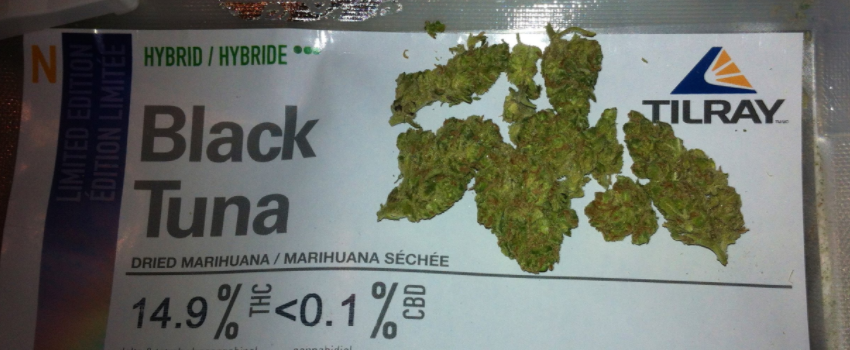 N
LIMITED EDITION
ÉDITION LIMITÉE
HYBRID / HYBRIDE
TILRAY
Black
Tuna
DRIED MARIHUANA / MARIHUANA SÉCHÉE
14.9% THC <0.1% CBD